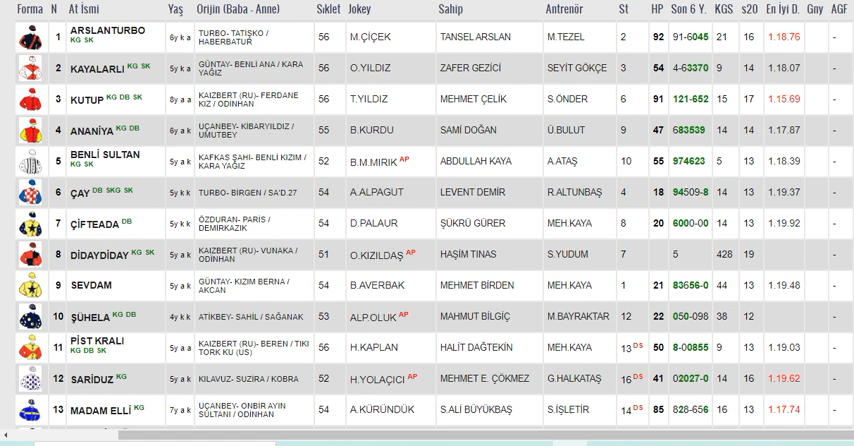 Forma N At İsmi Yaş Orijin (Baba - Anne) Sıklet Jokey Sahip Antrenör St HP Son 6 Y. KGS s20 En İyi D. Gny AGF
1 ARSLANTURBO KG SK 6y k a TURBO- TATIŞKO / HABERBATUR 56 M.ÇİÇEK TANSEL ARSLAN M.TEZEL 2 92 91-6045 21 16 1.18.76 -
2 KAYALARLI KG SK 5y k a GÜNTAY- BENLİ ANA / KARA YAĞIZ 56 O.YILDIZ ZAFER GEZİCİ SEYİT GÖKÇE 3 54 4-63370 9 14 1.18.07 -
3 KUTUP KG DB SK 8y a a KAIZBERT (RU)- FERDANE KIZ / ODİNHAN 56 T.YILDIZ MEHMET ÇELİK S.ÖNDER 6 91 121-652 15 17 1.15.69 -
4 ANANİYA KG DB 6y a k UÇANBEY- KİBARYILDIZ / UMUTBEY 55 B.KURDU SAMİ DOĞAN Ü.BULUT 9 47 683539 14 14 1.17.87 -
5 BENLİ SULTAN KG SK 5y a k KAFKAS ŞAHI- BENLİ KIZIM / KARA YAĞIZ 52 B.M.MIRIK AP ABDULLAH KAYA A.ATAŞ 10 55 974623 5 13 1.18.39 -
6 ÇAY DB SKG SK 5y k k TURBO- BİRGEN / SA'D.27 54 A.ALPAGUT LEVENT DEMİR R.ALTUNBAŞ 4 18 94509-8 14 13 1.19.37 -
7 ÇİFTEADA DB 5y k k ÖZDURAN- PARİS / DEMİRKAZIK 54 D.PALAUR ŞÜKRÜ GÜRER MEH.KAYA 8 20 6000-00 14 13 1.19.92 -
8 DİDAYDİDAY KG SK 5y a k KAIZBERT (RU)- VUNAKA / ODİNHAN 51 O.KIZILDAŞ AP HAŞİM TINAS S.YUDUM 7 5 428 19 -
9 SEVDAM 5y a k GÜNTAY- KIZIM BERNA / AKCAN 54 B.AVERBAK MEHMET BİRDEN MEH.KAYA 1 21 83656-0 44 13 1.19.48 -
10 ŞÜHELA KG DB 4y k k ATİKBEY- SAHİL / SAĞANAK 53 ALP.OLUK AP MAHMUT BİLGİÇ M.BAYRAKTAR 12 22 050-098 38 12 -
11 PİST KRALI KG DB SK 5y a a KAIZBERT (RU)- BEREN / TIKI TORK KU (US) 56 H.KAPLAN HALİT DAĞTEKİN MEH.KAYA 13 DS 50 8-00855 9 13 1.19.03 -
12 SARİDUZ KG 5y a k KILAVUZ- SUZİRA / KOBRA 52 H.YOLAÇICI AP MEHMET E. ÇÖKMEZ G.HALKATAŞ 16 DS 41 02027-0 14 16 1.19.62 -
13 MADAM ELLİ KG 7y a k UÇANBEY- ONBİR AYIN SULTANI / ODİNHAN 54 A.KÜRÜNDÜK S.ALİ BÜYÜKBAŞ S.İŞLETİR 14 DS 85 828-656 16 13 1.17.74 -